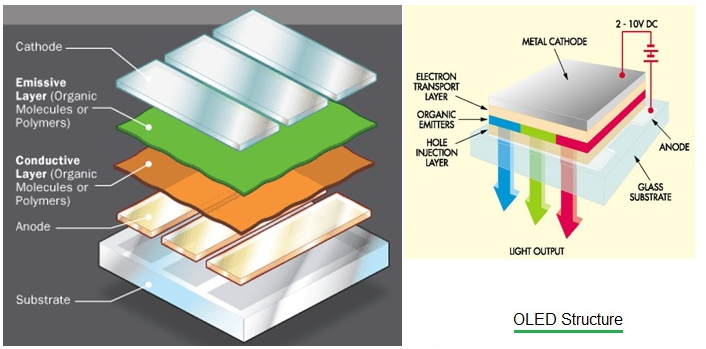 Cathode
Emissive
Layer (Organic
Molecules or
Polymers)
Conductive
Layer (Organic
Molecules or
Polymers)
Anode
Substrate
2 - 10V DC
METAL CATHODE
ELECTRON
TRANSPORT
LAYER
ORGANIC
EMITTERS
HOLE
INJECTION
LAYER
ANODE
GLASS
SUBSTRATE
LIGHT OUTPUT
OLED Structure